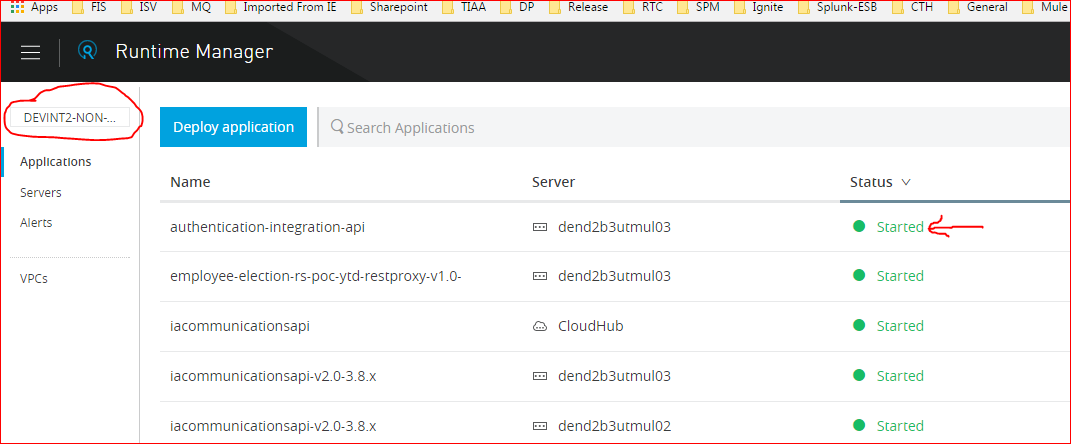 Apps FIS ISV MQ Imported From IE Sharepoint TIAA DP Release RTC SPM Ignite Splunk-ESB CTH General Mule
Runtime Manager
DEVINT2-NON-...
Deploy application Search Applications
Applications
Servers
Alerts
VPCs
Name Server Status
authentication-integration-api dend2b3utmul03 Started
employee-election-rs-poc-ytd-restproxy-v1.0- dend2b3utmul03 Started
iacommunicationsapi CloudHub Started
iacommunicationsapi-v2.0-3.8.x dend2b3utmul03 Started
iacommunicationsapi-v2.0-3.8.x dend2b3utmul02 Started